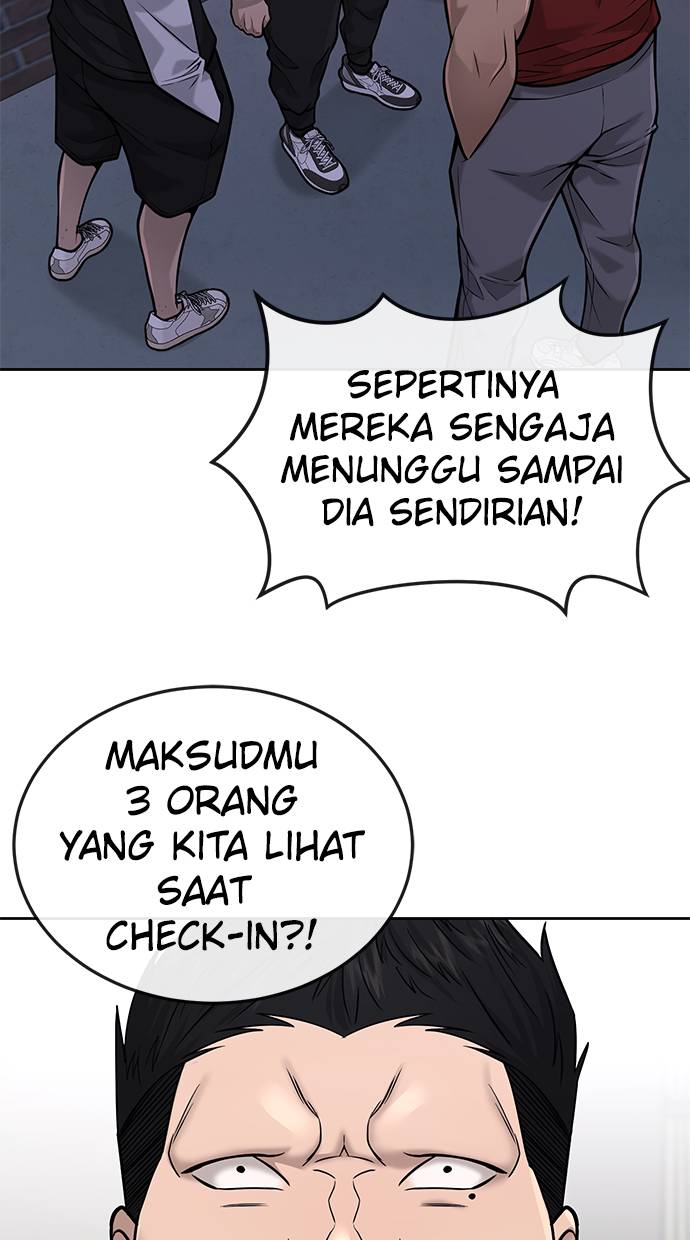 SEPERTINYA
MEREKA SENGAJA
MENUNGGU SAMPAI
DIA SENDIRIAN!
MAKSUDMU
3 ORANG
YANG KITA LIHAT
SAAT
CHECK-IN?!